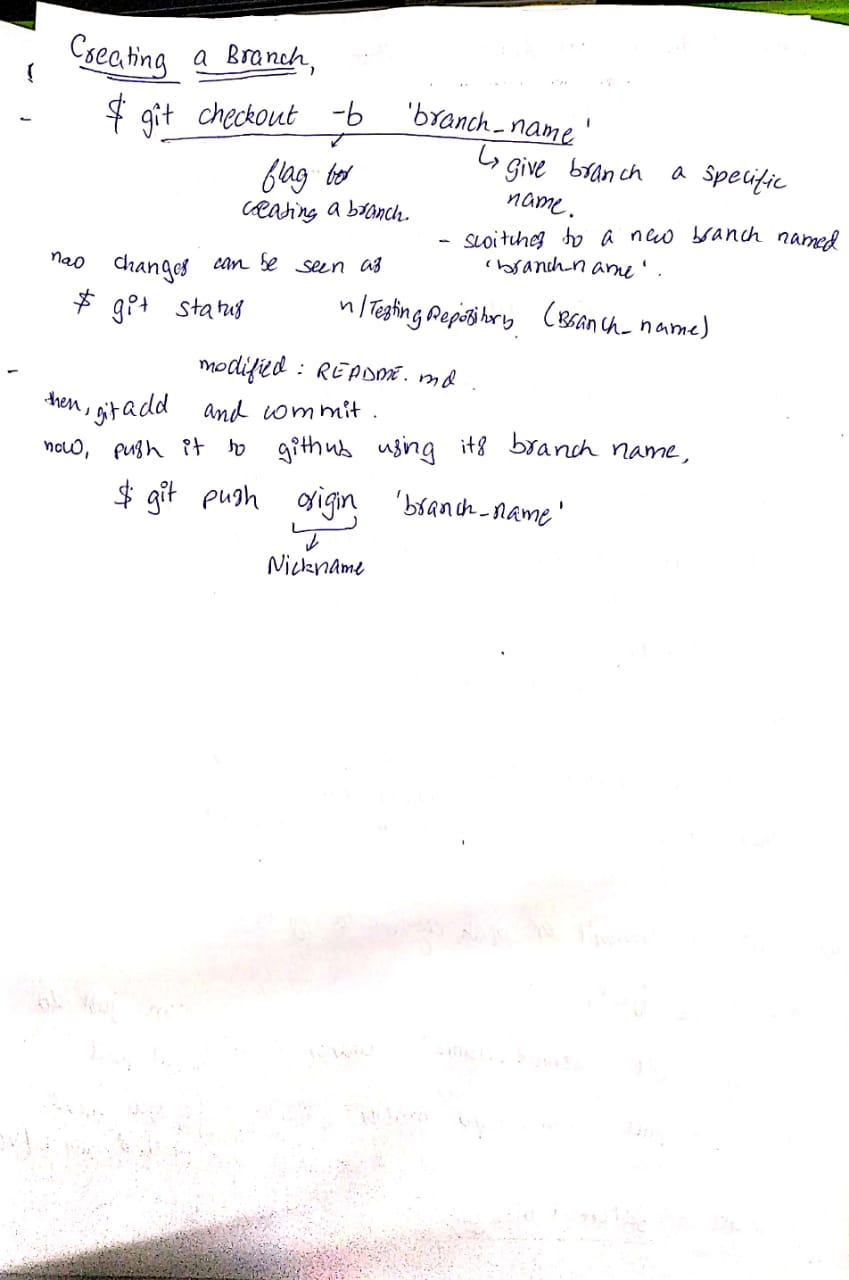 Creating a Branch,
- $ git checkout -b 'branch_name'
↳ give branch a specific
name.
flag for
creating a branch.
- switches to a new branch named
'branch_name'.
changes can be seen as
$ git status n/Testing Repository (Branch_name)
- modified : README.md.
then, git add and commit.
now, push it to github using its branch name,
$ git push origin 'branch_name'
Nickname